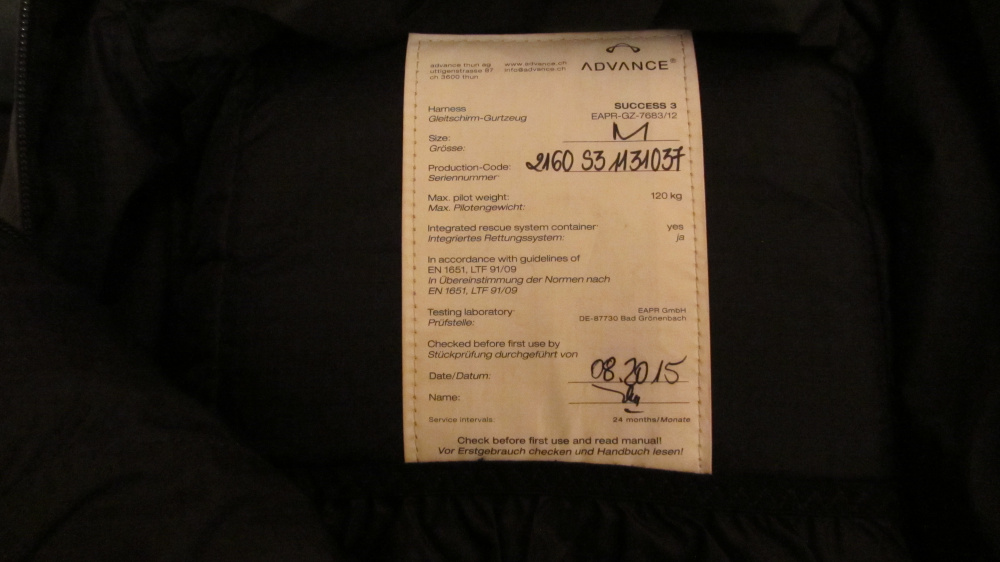 ADVANCE®
advance thun ag www.advance.ch
uttigenstrasse 87 info@advance.ch
ch 3600 thun
Harness SUCCESS 3
Gleitschirm-Gurtzeug EAPR-GZ-7683/12
Size: M
Grösse:
Production-Code: 2160 S3 1131037
Seriennummer
Max. pilot weight: 120 kg
Max. Pilotengewicht:
Integrated rescue system container yes
Integriertes Rettungssystem: ja
In accordance with guidelines of
EN 1651, LTF 91/09
In Übereinstimmung der Normen nach
EN 1651, LTF 91/09
Testing laboratory EAPR GmbH
Prüfstelle: DE-87730 Bad Grönenbach
Checked before first use by
Stückprüfung durchgeführt von
Date/Datum: 08.2015
Name:
Service intervals 24 months/Monate
Check before first use and read manual!
Vor Erstgebrauch checken und Handbuch lesen!